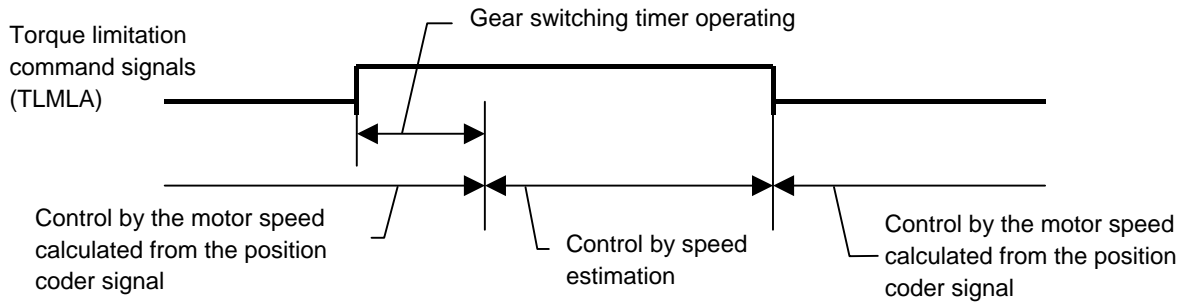 Gear switching timer operating
Torque limitation
command signals
(TLMLA)
Control by the motor speed
calculated from the position
coder signal
Control by speed
estimation
Control by the motor speed
calculated from the position
coder signal